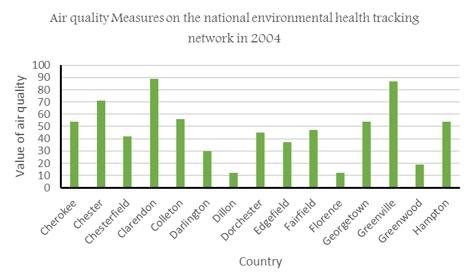 Air quality Measures on the national environmental health tracking
network in 2004
Value of air quality
100
90
80
70
60
50
40
30
20
10
0
Cherokee
Chester
Chesterfield
Clarendon
Colleton
Darlington
Dillon
Dorchester
Edgefield
Fairfield
Florence
Georgetown
Greenville
Greenwood
Hampton
Country